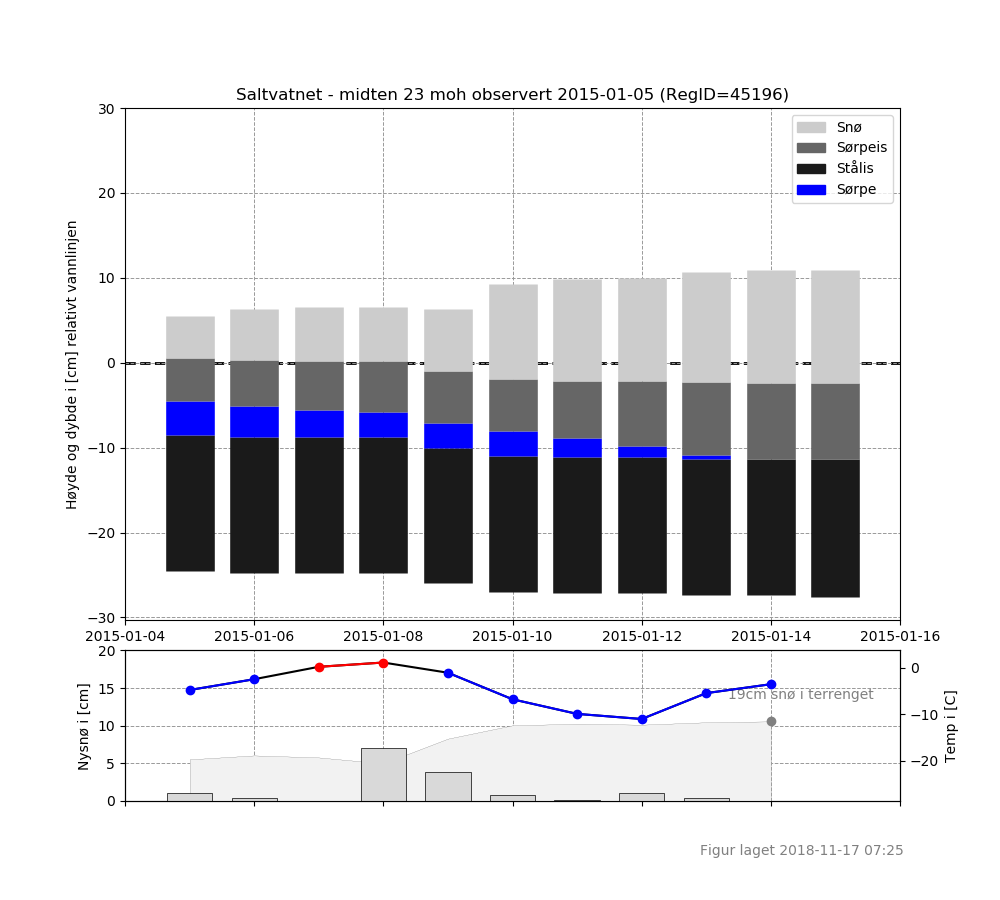 Saltvatnet - midten 23 moh observert 2015-01-05 (RegID=45196)
Høyde og dybde i [cm] relativt vannlinjen
30
20
10
0
−10
−20
−30
Snø
Sørpeis
Stålis
Sørpe
2015-01-04 2015-01-06 2015-01-08 2015-01-10 2015-01-12 2015-01-14 2015-01-16
Nysnø i [cm]
20
15
10
5
0
19cm snø i terrenget
0
−10
−20
Temp i [C]
Figur laget 2018-11-17 07:25